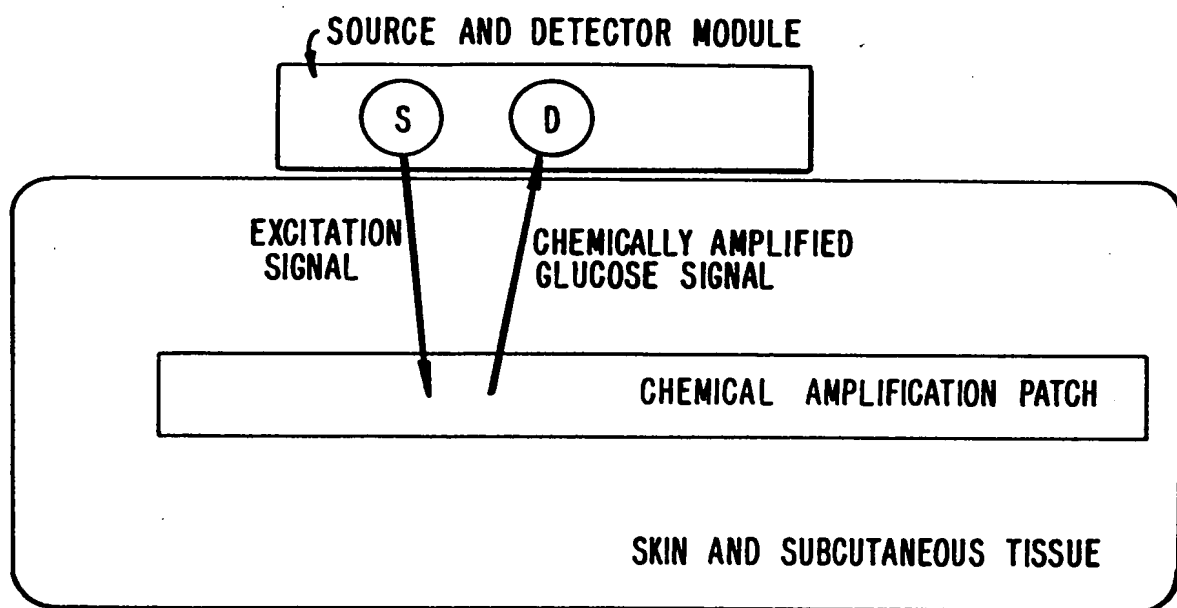 SOURCE AND DETECTOR MODULE
S
D
EXCITATION
SIGNAL
CHEMICALLY AMPLIFIED
GLUCOSE SIGNAL
CHEMICAL AMPLIFICATION PATCH
SKIN AND SUBCUTANEOUS TISSUE